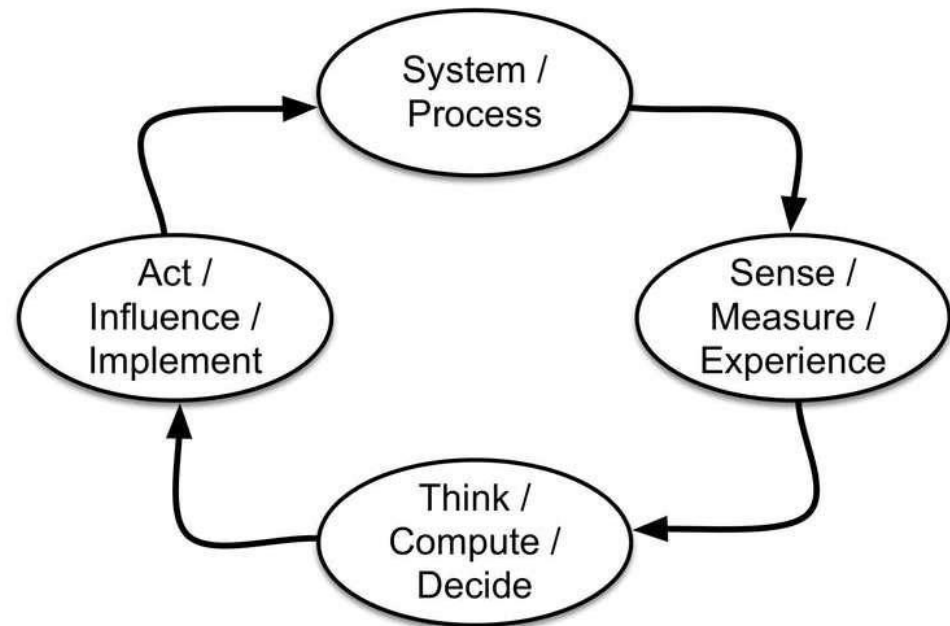 System /
Process
Sense /
Measure /
Experience
Think /
Compute /
Decide
Act /
Influence /
Implement